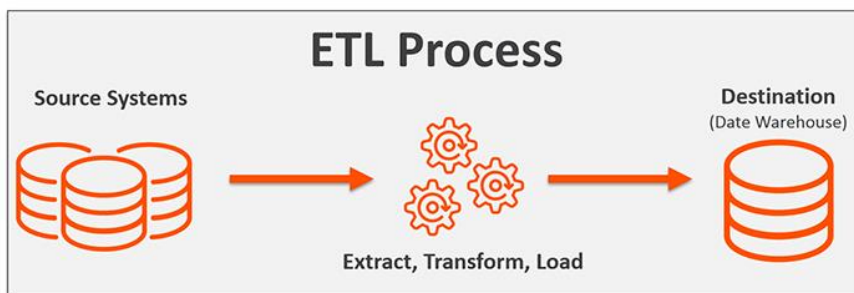 ETL Process
Source Systems
Destination
(Date Warehouse)
Extract, Transform, Load